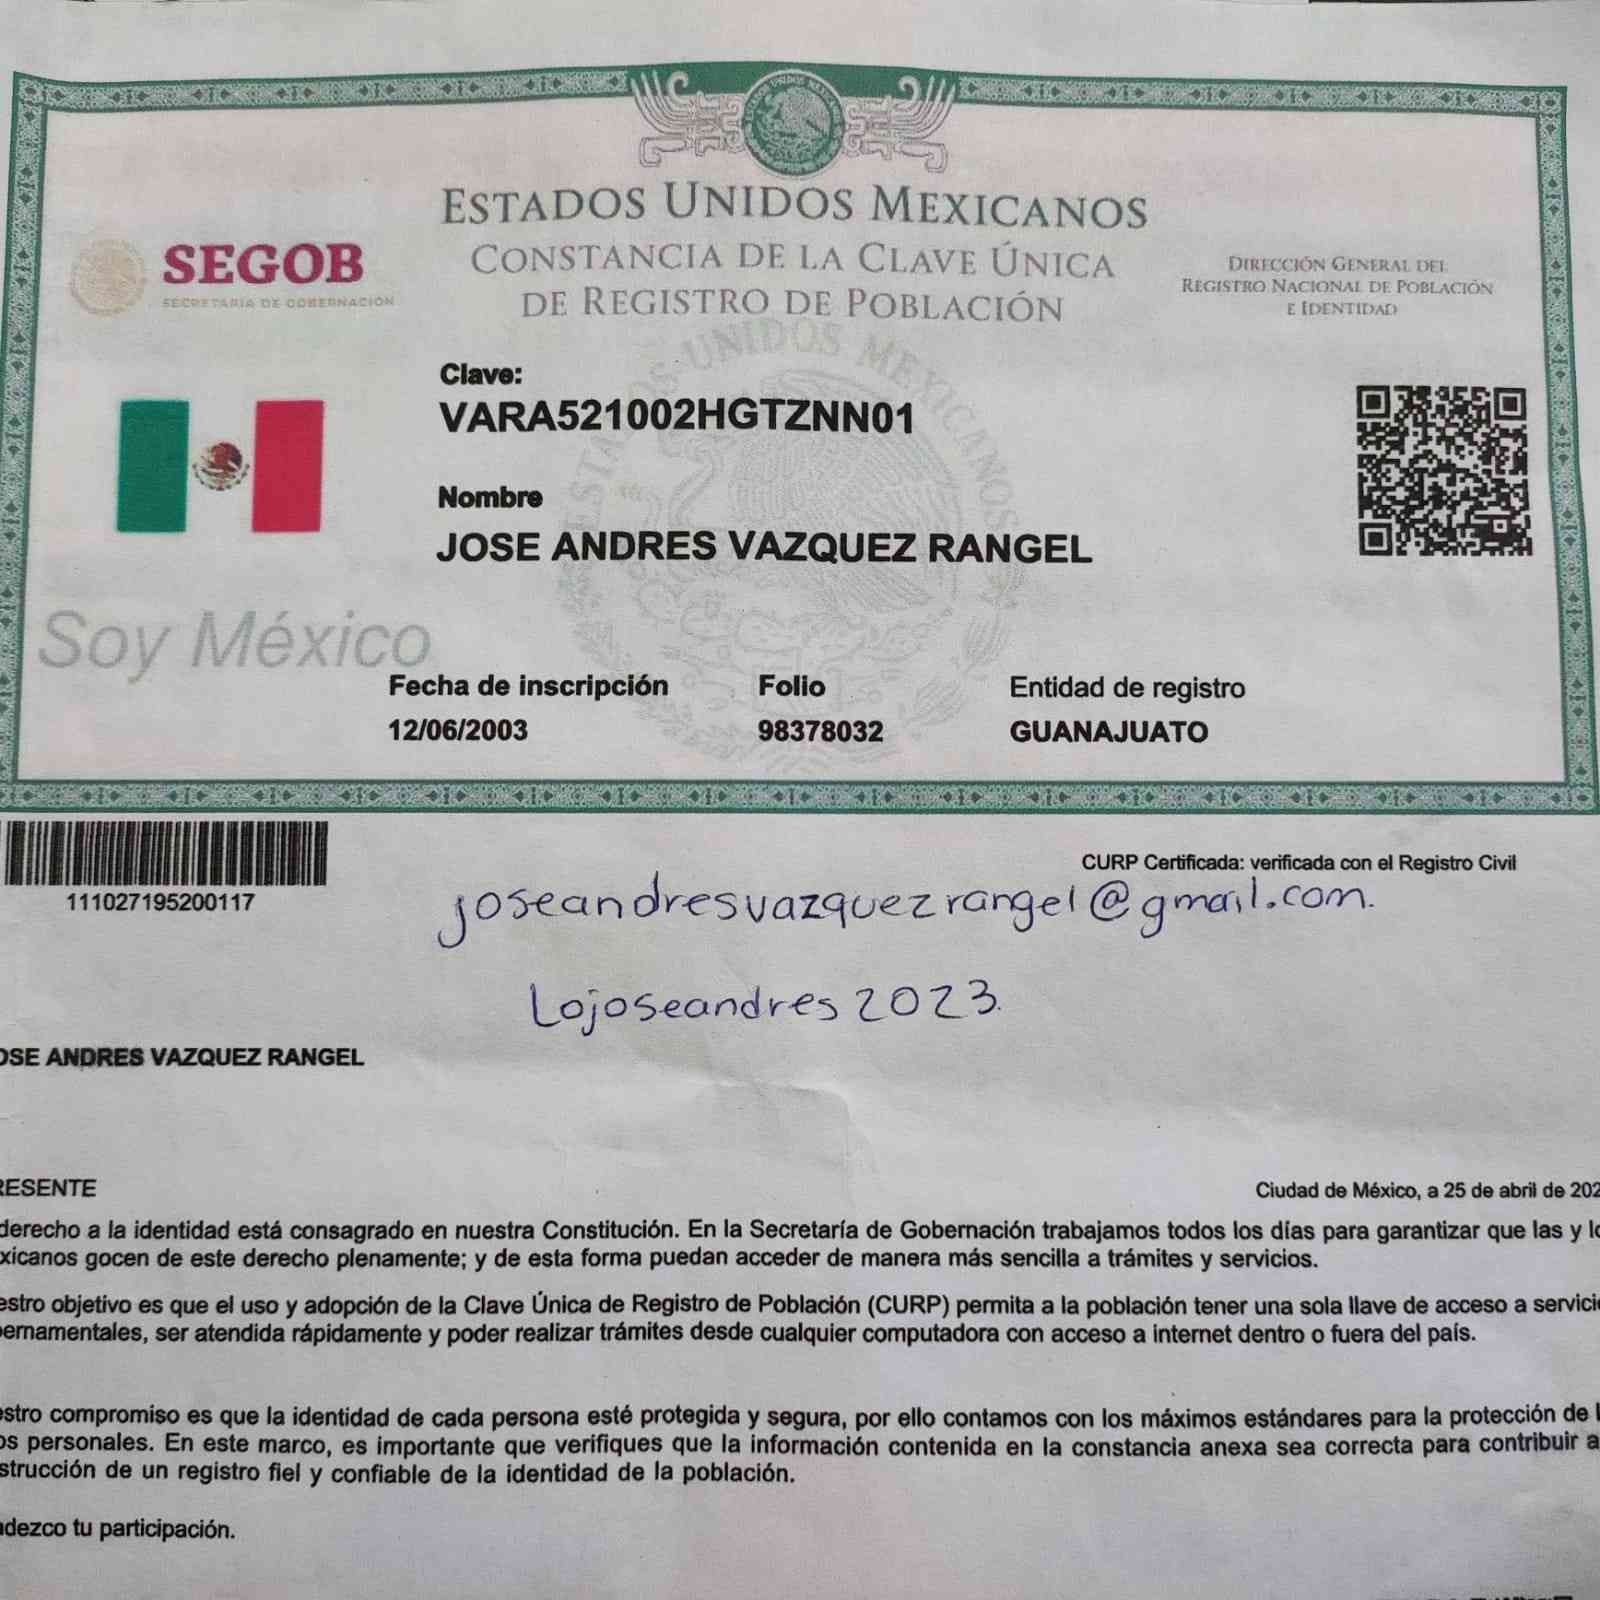 ESTADOS UNIDOS MEXICANOS
CONSTANCIA DE LA CLAVE ÚNICA
DE REGISTRO DE POBLACIÓN
SEGOB
SECRETARÍA DE GOBERNACIÓN
DIRECCIÓN GENERAL DEL
REGISTRO NACIONAL DE POBLACIÓN
E IDENTIDAD
Clave:
VARA521002HGTZNN01
Nombre
JOSE ANDRES VAZQUEZ RANGEL
Soy México
Fecha de inscripción Folio Entidad de registro
12/06/2003 98378032 GUANAJUATO
111027195200117
CURP Certificada: verificada con el Registro Civil
joseandresvazquezrangel@gmail.com.
Lojoseandres2023.
OSE ANDRES VAZQUEZ RANGEL
RESENTE
Ciudad de México, a 25 de abril de 202
derecho a la identidad está consagrado en nuestra Constitución. En la Secretaría de Gobernación trabajamos todos los días para garantizar que las y lo
xicanos gocen de este derecho plenamente; y de esta forma puedan acceder de manera más sencilla a trámites y servicios.
estro objetivo es que el uso y adopción de la Clave Única de Registro de Población (CURP) permita a la población tener una sola llave de acceso a servici
bernamentales, ser atendida rápidamente y poder realizar trámites desde cualquier computadora con acceso a internet dentro o fuera del país.
estro compromiso es que la identidad de cada persona esté protegida y segura, por ello contamos con los máximos estándares para la protección de l
os personales. En este marco, es importante que verifiques que la información contenida en la constancia anexa sea correcta para contribuir a
strucción de un registro fiel y confiable de la identidad de la población.
adezco tu participación.